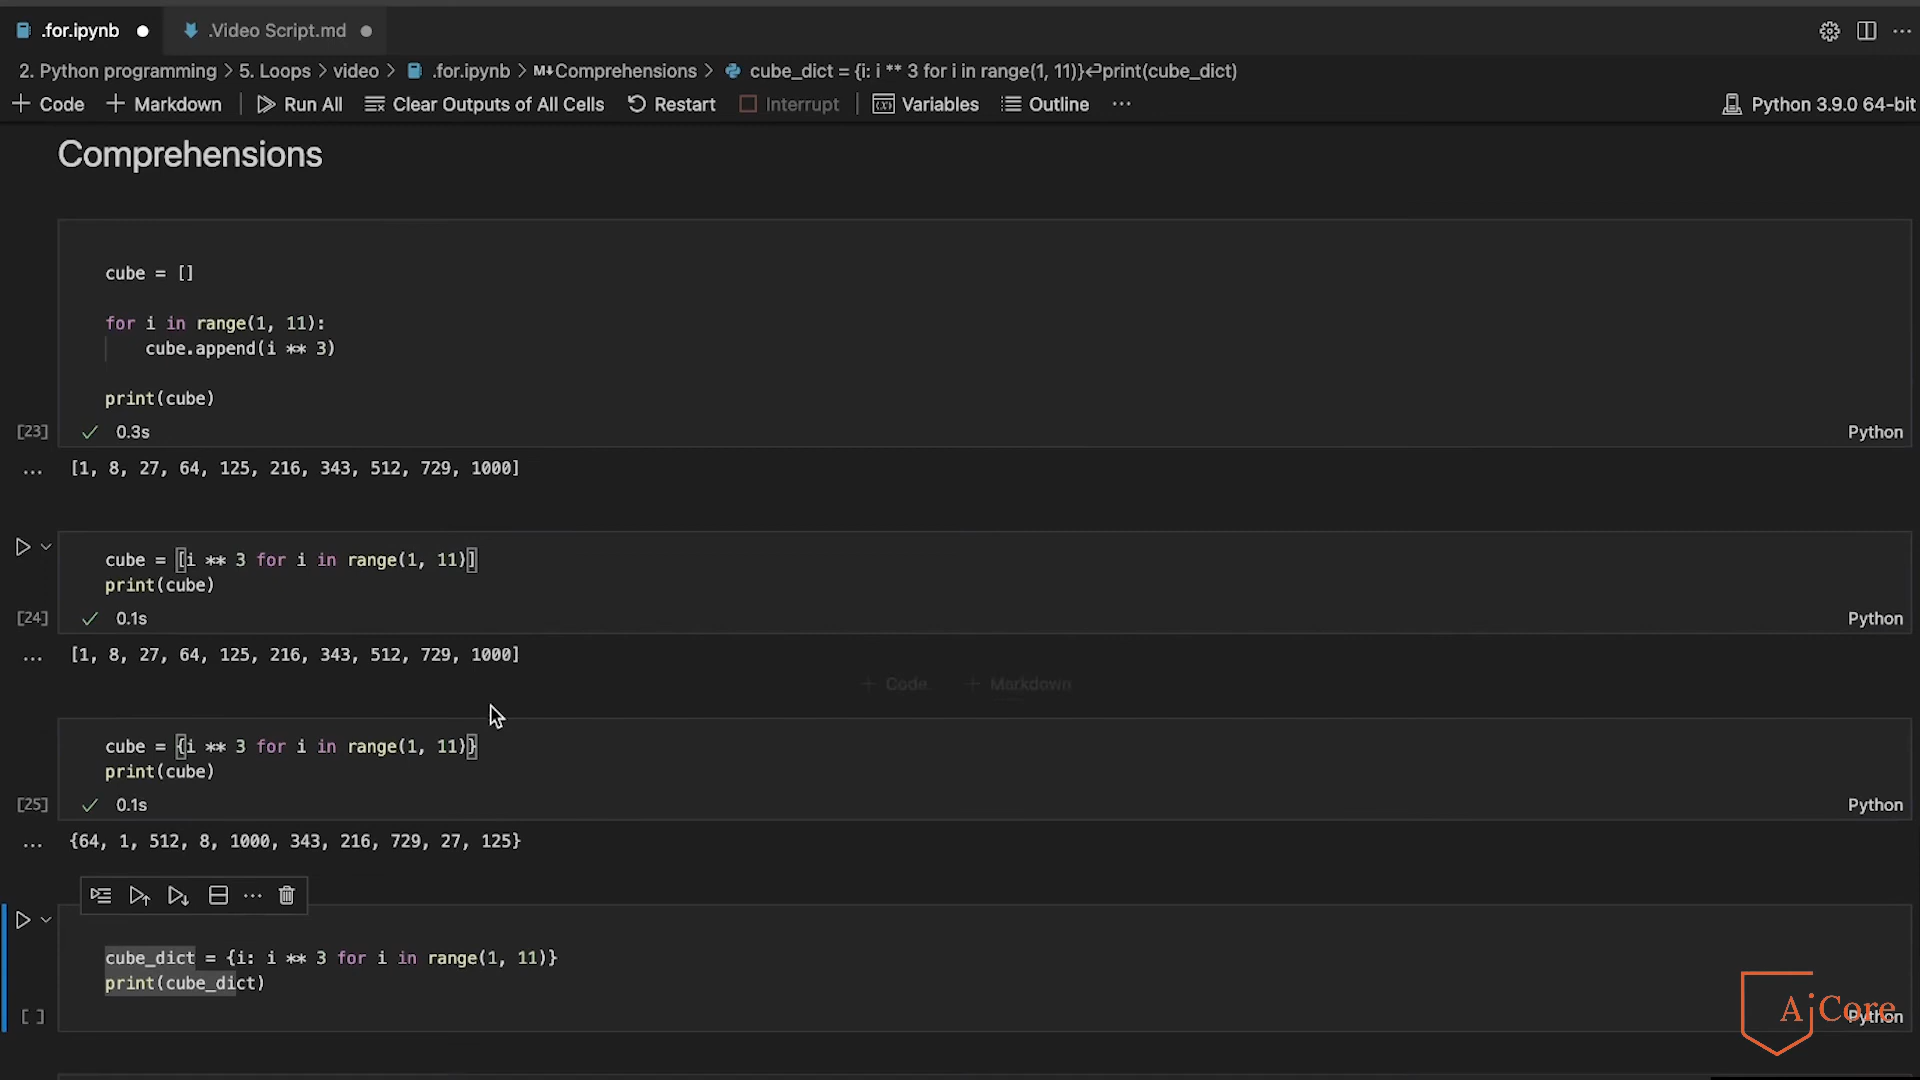 .for.ipynb
.Video Script.md
2. Python programming > 5. Loops > video > .for.ipynb > M↓Comprehensions > cube_dict = {i: i ** 3 for i in range(1, 11)}↵print(cube_dict)
+ Code + Markdown Run All Clear Outputs of All Cells Restart Interrupt Variables Outline ... Python 3.9.0 64-bit
Comprehensions
cube = []
for i in range(1, 11):
cube.append(i ** 3)
print(cube)
[23] ✓ 0.3s Python
... [1, 8, 27, 64, 125, 216, 343, 512, 729, 1000]
cube = [i ** 3 for i in range(1, 11)]
print(cube)
[24] ✓ 0.1s Python
... [1, 8, 27, 64, 125, 216, 343, 512, 729, 1000]
+ Code + Markdown
cube = {i ** 3 for i in range(1, 11)}
print(cube)
[25] ✓ 0.1s Python
... {64, 1, 512, 8, 1000, 343, 216, 729, 27, 125}
cube_dict = {i: i ** 3 for i in range(1, 11)}
print(cube_dict)
[ ] Python
AiCore